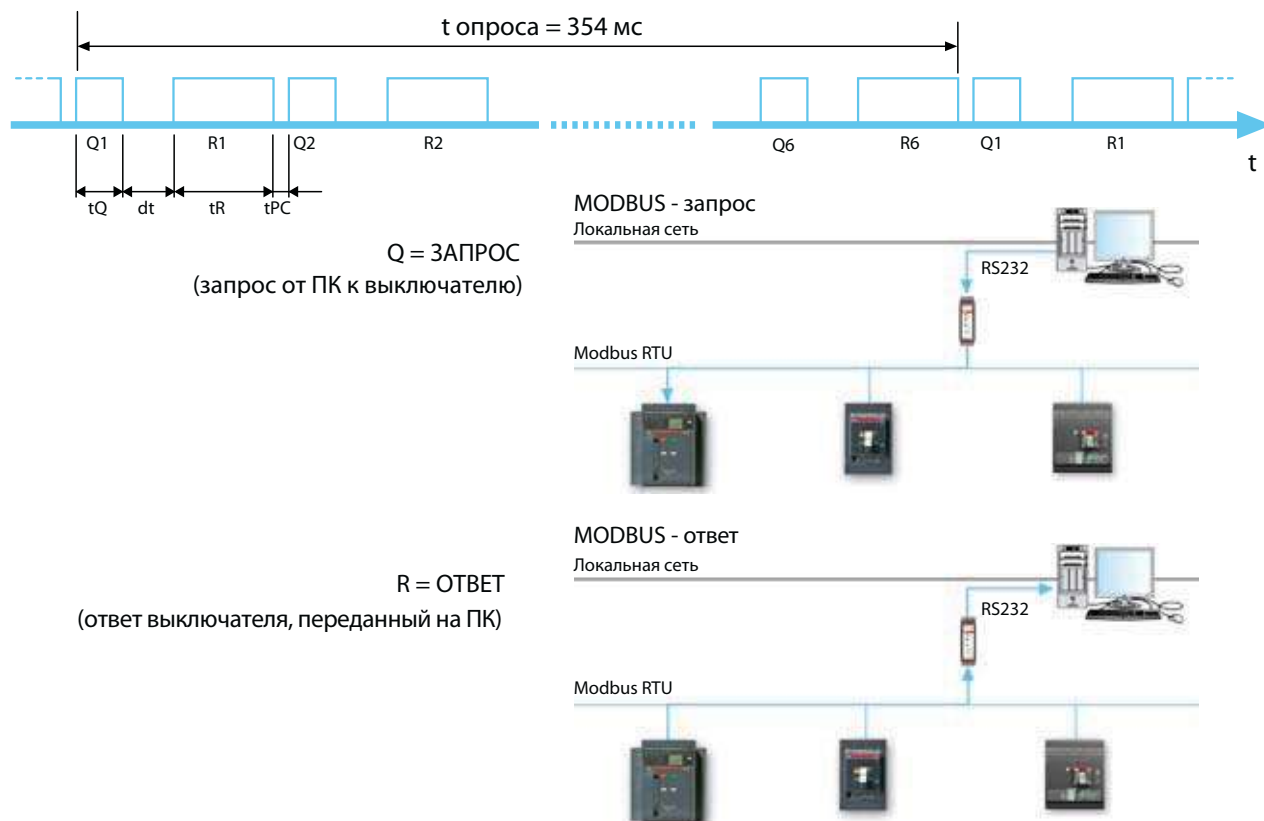 t опроса = 354 мс
Q1 R1 Q2 R2 Q6 R6 Q1 R1
t
tQ dt tR tPC
MODBUS - запрос
Локальная сеть
Q = ЗАПРОС
(запрос от ПК к выключателю)
RS232
Modbus RTU
MODBUS - ответ
Локальная сеть
R = ОТВЕТ
(ответ выключателя, переданный на ПК)
RS232
Modbus RTU